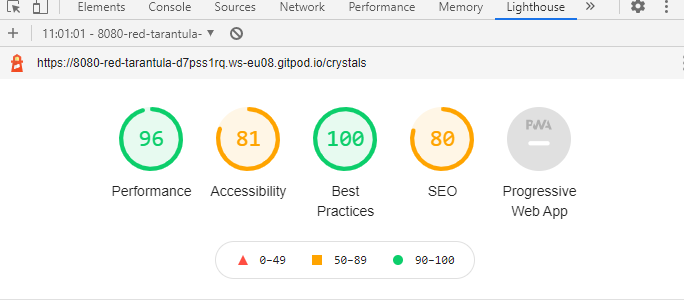 Elements Console Sources Network Performance Memory Lighthouse »
+ 11:01:01 - 8080-red-tarantula- ▼
https://8080-red-tarantula-d7pss1rq.ws-eu08.gitpod.io/crystals
96 81 100 80 PWA
Performance Accessibility Best SEO Progressive
Practices Web App
0–49 50–89 90–100